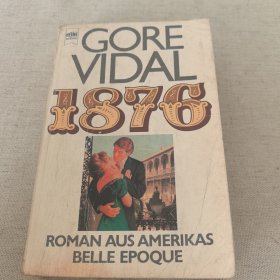 GORE
VIDAL
1876
ROMAN AUS AMERIKAS
BELLE EPOQUE